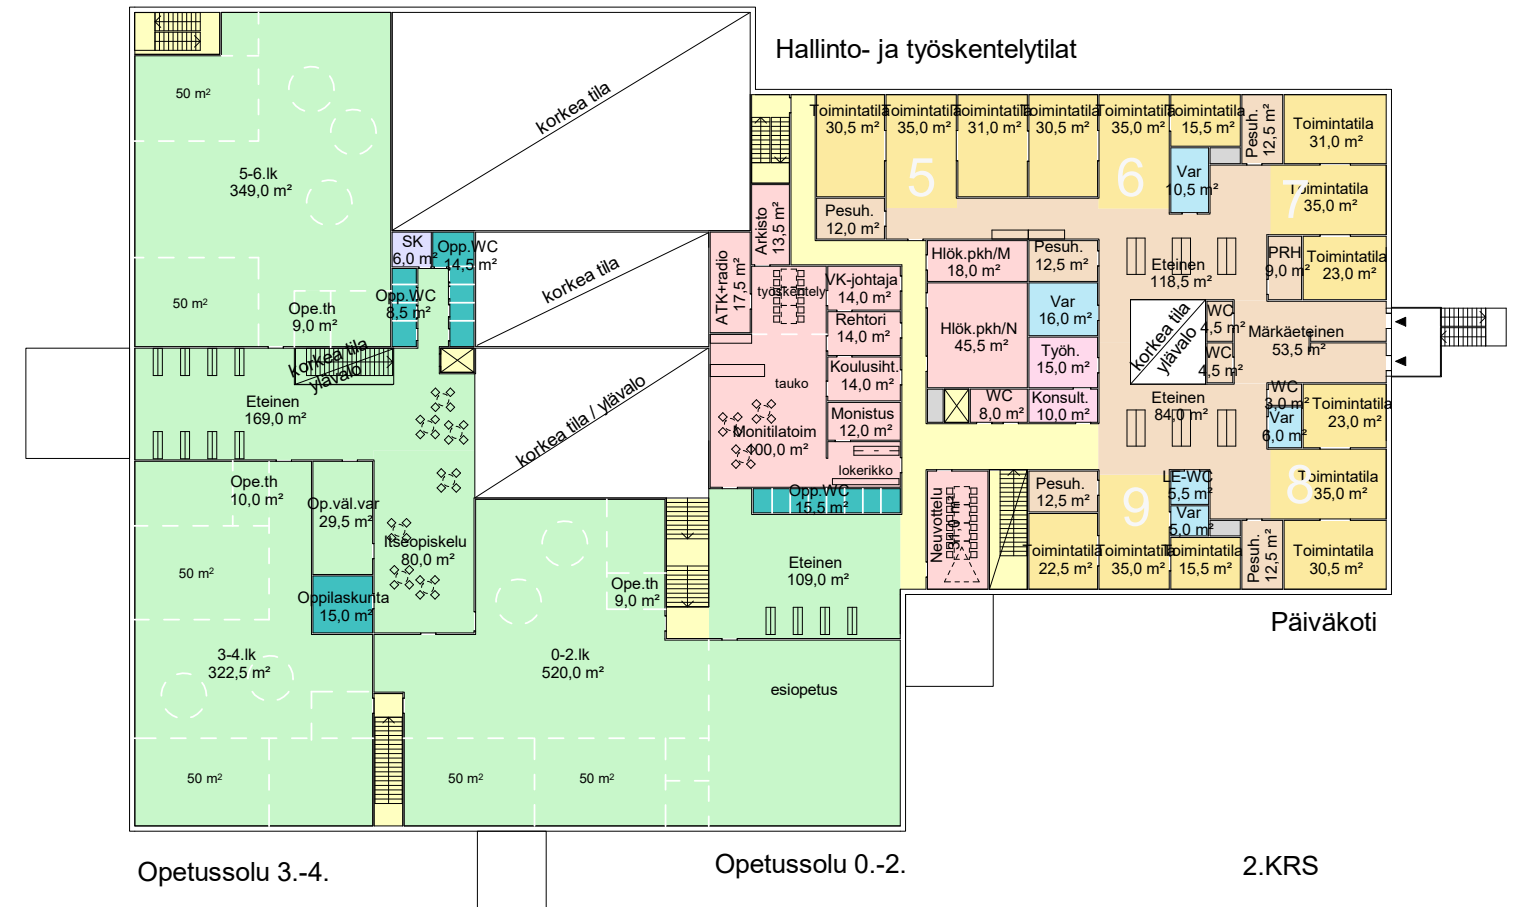 Hallinto- ja työskentelytilat
50 m²
korkea tila
5-6.lk
349,0 m²
50 m²
Ope.th
9,0 m²
SK
6,0 m²
Opp.WC
14,5 m²
Opp.WC
8,5 m²
korkea tila
korkea tila
ylävalo
korkea tila / ylävalo
Eteinen
169,0 m²
Ope.th
10,0 m²
Op.väl.var
29,5 m²
50 m²
Itseopiskelu
80,0 m²
Oppilaskunta
15,0 m²
3-4.lk
322,5 m²
50 m²
0-2.lk
520,0 m²
50 m²
50 m²
Ope.th
9,0 m²
Eteinen
109,0 m²
esiopetus
Opp.WC
15,5 m²
Arkisto
13,5 m²
ATK+radio
17,5 m²
työskentely
VK-johtaja
14,0 m²
Rehtori
14,0 m²
Koulusiht.
14,0 m²
Monistus
12,0 m²
tauko
Monitilatoim
100,0 m²
lokerikko
Toimintatila
30,5 m²
Toimintatila
35,0 m²
5
Toimintatila
31,0 m²
Toimintatila
30,5 m²
Toimintatila
35,0 m²
6
Toimintatila
15,5 m²
Pesuh.
12,5 m²
Toimintatila
31,0 m²
Var
10,5 m²
Toimintatila
35,0 m²
7
Pesuh.
12,0 m²
Hlök.pkh/M
18,0 m²
Pesuh.
12,5 m²
Eteinen
118,5 m²
PRH
9,0 m²
Toimintatila
23,0 m²
Hlök.pkh/N
45,5 m²
Var
16,0 m²
Työh.
15,0 m²
korkea tila
ylävalo
WC
4,5 m²
WC
4,5 m²
Märkäeteinen
53,5 m²
WC
8,0 m²
Konsult.
10,0 m²
Eteinen
84,0 m²
WC
3,0 m²
Var
6,0 m²
Toimintatila
23,0 m²
Neuvottelu
Pesuh.
12,5 m²
9
LE-WC
5,5 m²
Var
5,0 m²
8
Toimintatila
35,0 m²
Toimintatila
22,5 m²
Toimintatila
35,0 m²
Toimintatila
15,5 m²
Pesuh.
12,5 m²
Toimintatila
30,5 m²
Päiväkoti
Opetussolu 3.-4.
Opetussolu 0.-2.
2.KRS